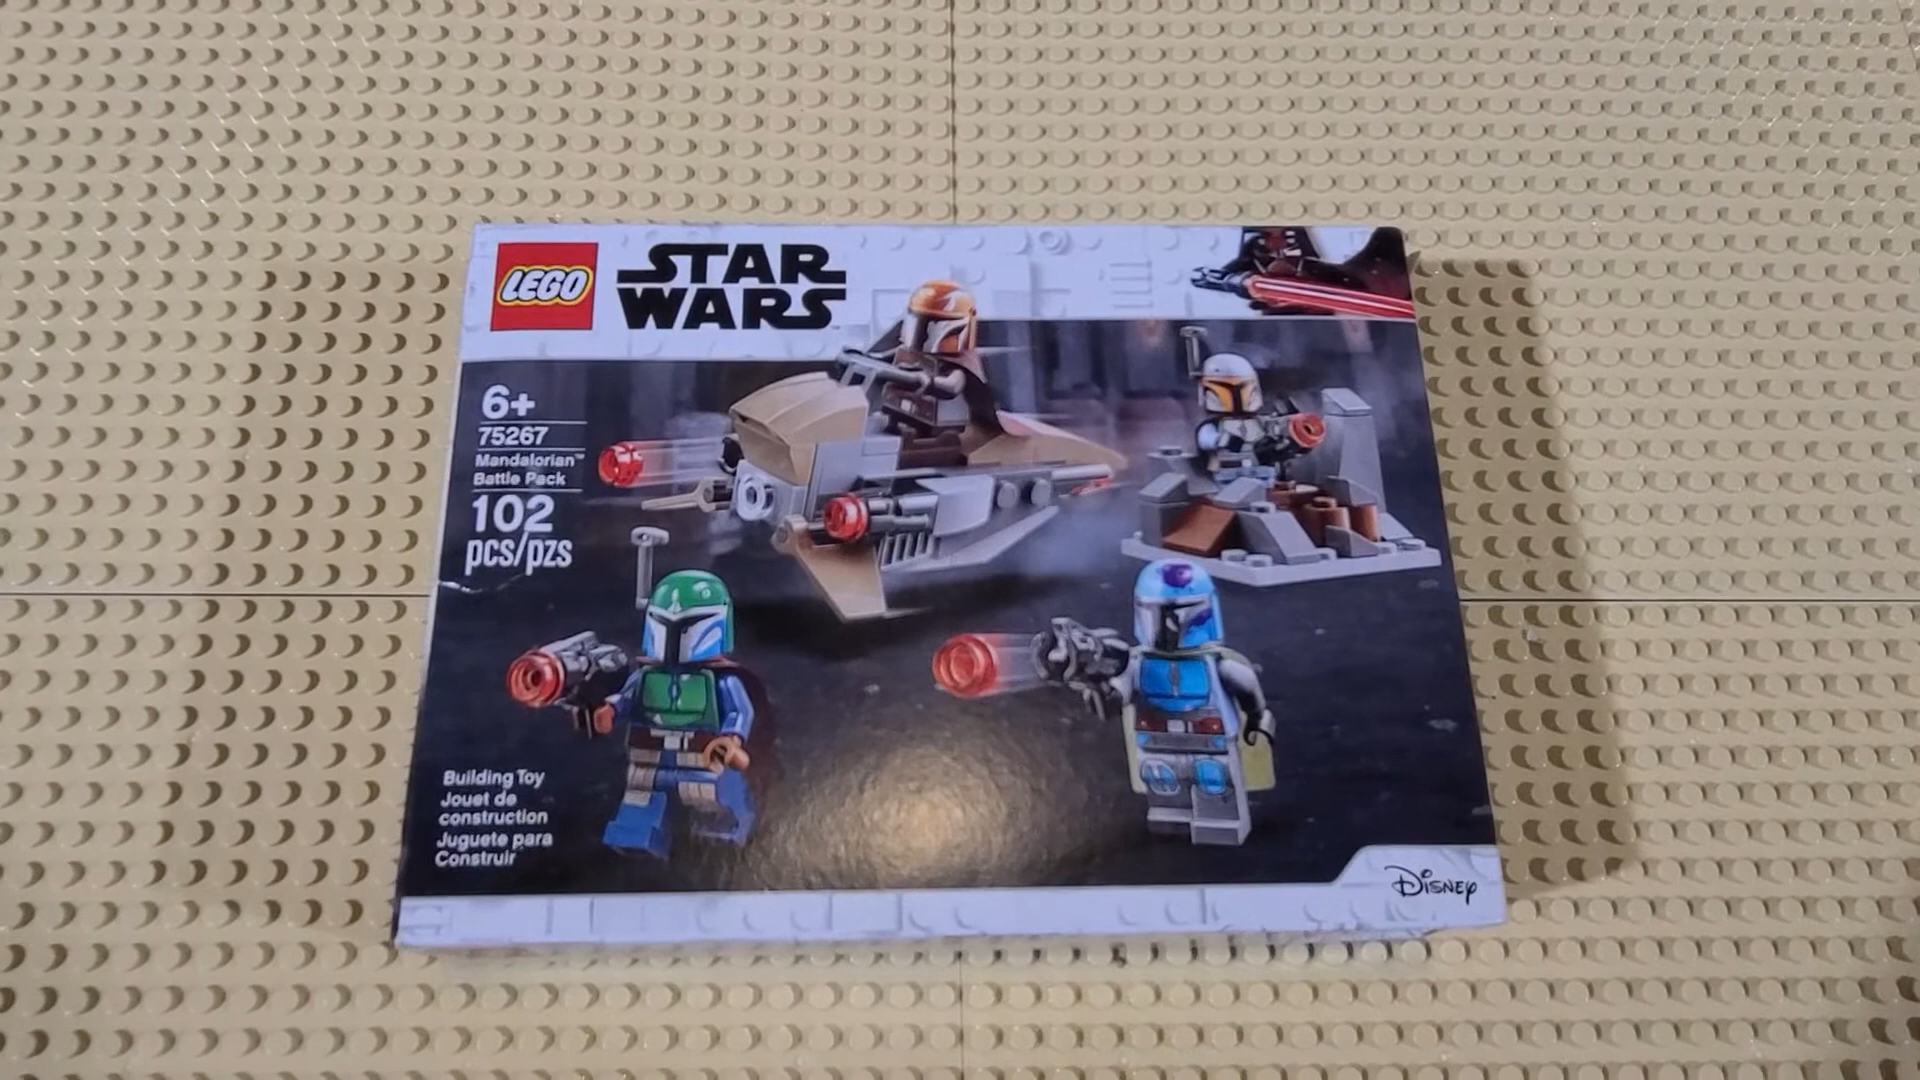 LEGO
STAR
WARS
6+
75267
Mandalorian™
Battle Pack
102
pcs/pzs
Building Toy
Jouet de
construction
Juguete para
Construir
Disney